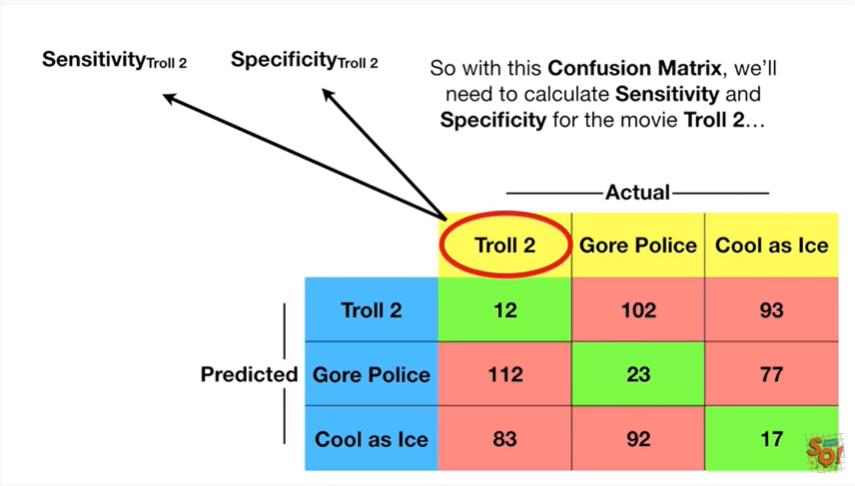 SensitivityTroll 2 SpecificityTroll 2
So with this Confusion Matrix, we'll
need to calculate Sensitivity and
Specificity for the movie Troll 2...
Actual
Troll 2 Gore Police Cool as Ice
Troll 2 12 102 93
Predicted Gore Police 112 23 77
Cool as Ice 83 92 17
SQ!